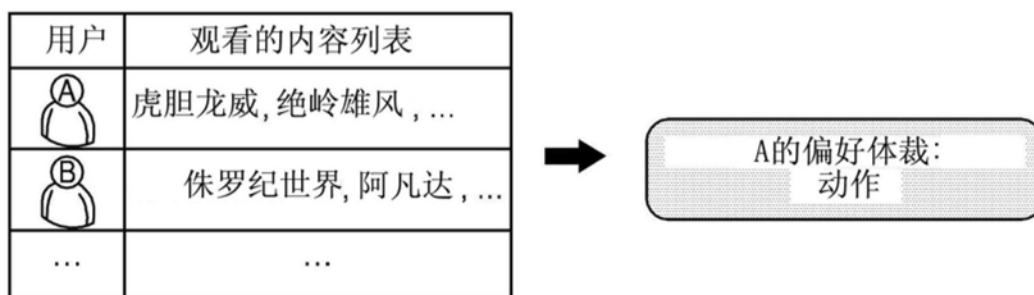 用户 观看的内容列表
A 虎胆龙威, 绝岭雄风, ...
B 侏罗纪世界, 阿凡达, ...
... ...
A的偏好体裁:
动作